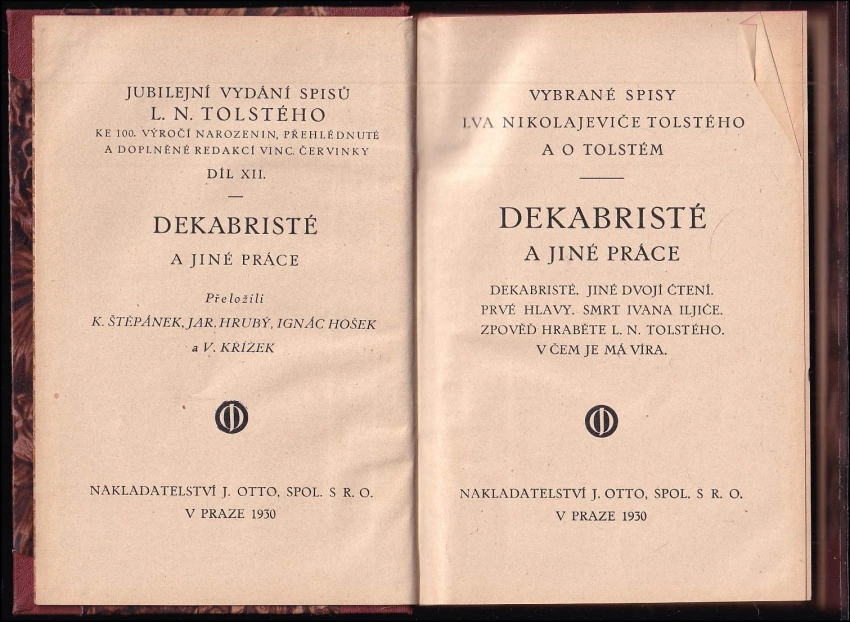 JUBILEJNÍ VYDÁNÍ SPISŮ
L. N. TOLSTÉHO
KE 100. VÝROČÍ NAROZENIN, PŘEHLÉDNUTÉ
A DOPLNĚNÉ REDAKCÍ VINC. ČERVINKY
DÍL XII.
DEKABRISTÉ
A JINÉ PRÁCE
Přeložili
K. ŠTĚPÁNEK, JAR. HRUBÝ, IGNÁC HOŠEK
a V. KŘÍŽEK
NAKLADATELSTVÍ J. OTTO, SPOL. S R. O.
V PRAZE 1930
VYBRANÉ SPISY
LVA NIKOLAJEVIČE TOLSTÉHO
A O TOLSTÉM
DEKABRISTÉ
A JINÉ PRÁCE
DEKABRISTÉ. JINÉ DVOJÍ ČTENÍ.
PRVÉ HLAVY. SMRT IVANA ILJIČE.
ZPOVĚĎ HRABĚTE L. N. TOLSTÉHO.
V ČEM JE MÁ VÍRA.
NAKLADATELSTVÍ J. OTTO, SPOL. S R. O.
V PRAZE 1930